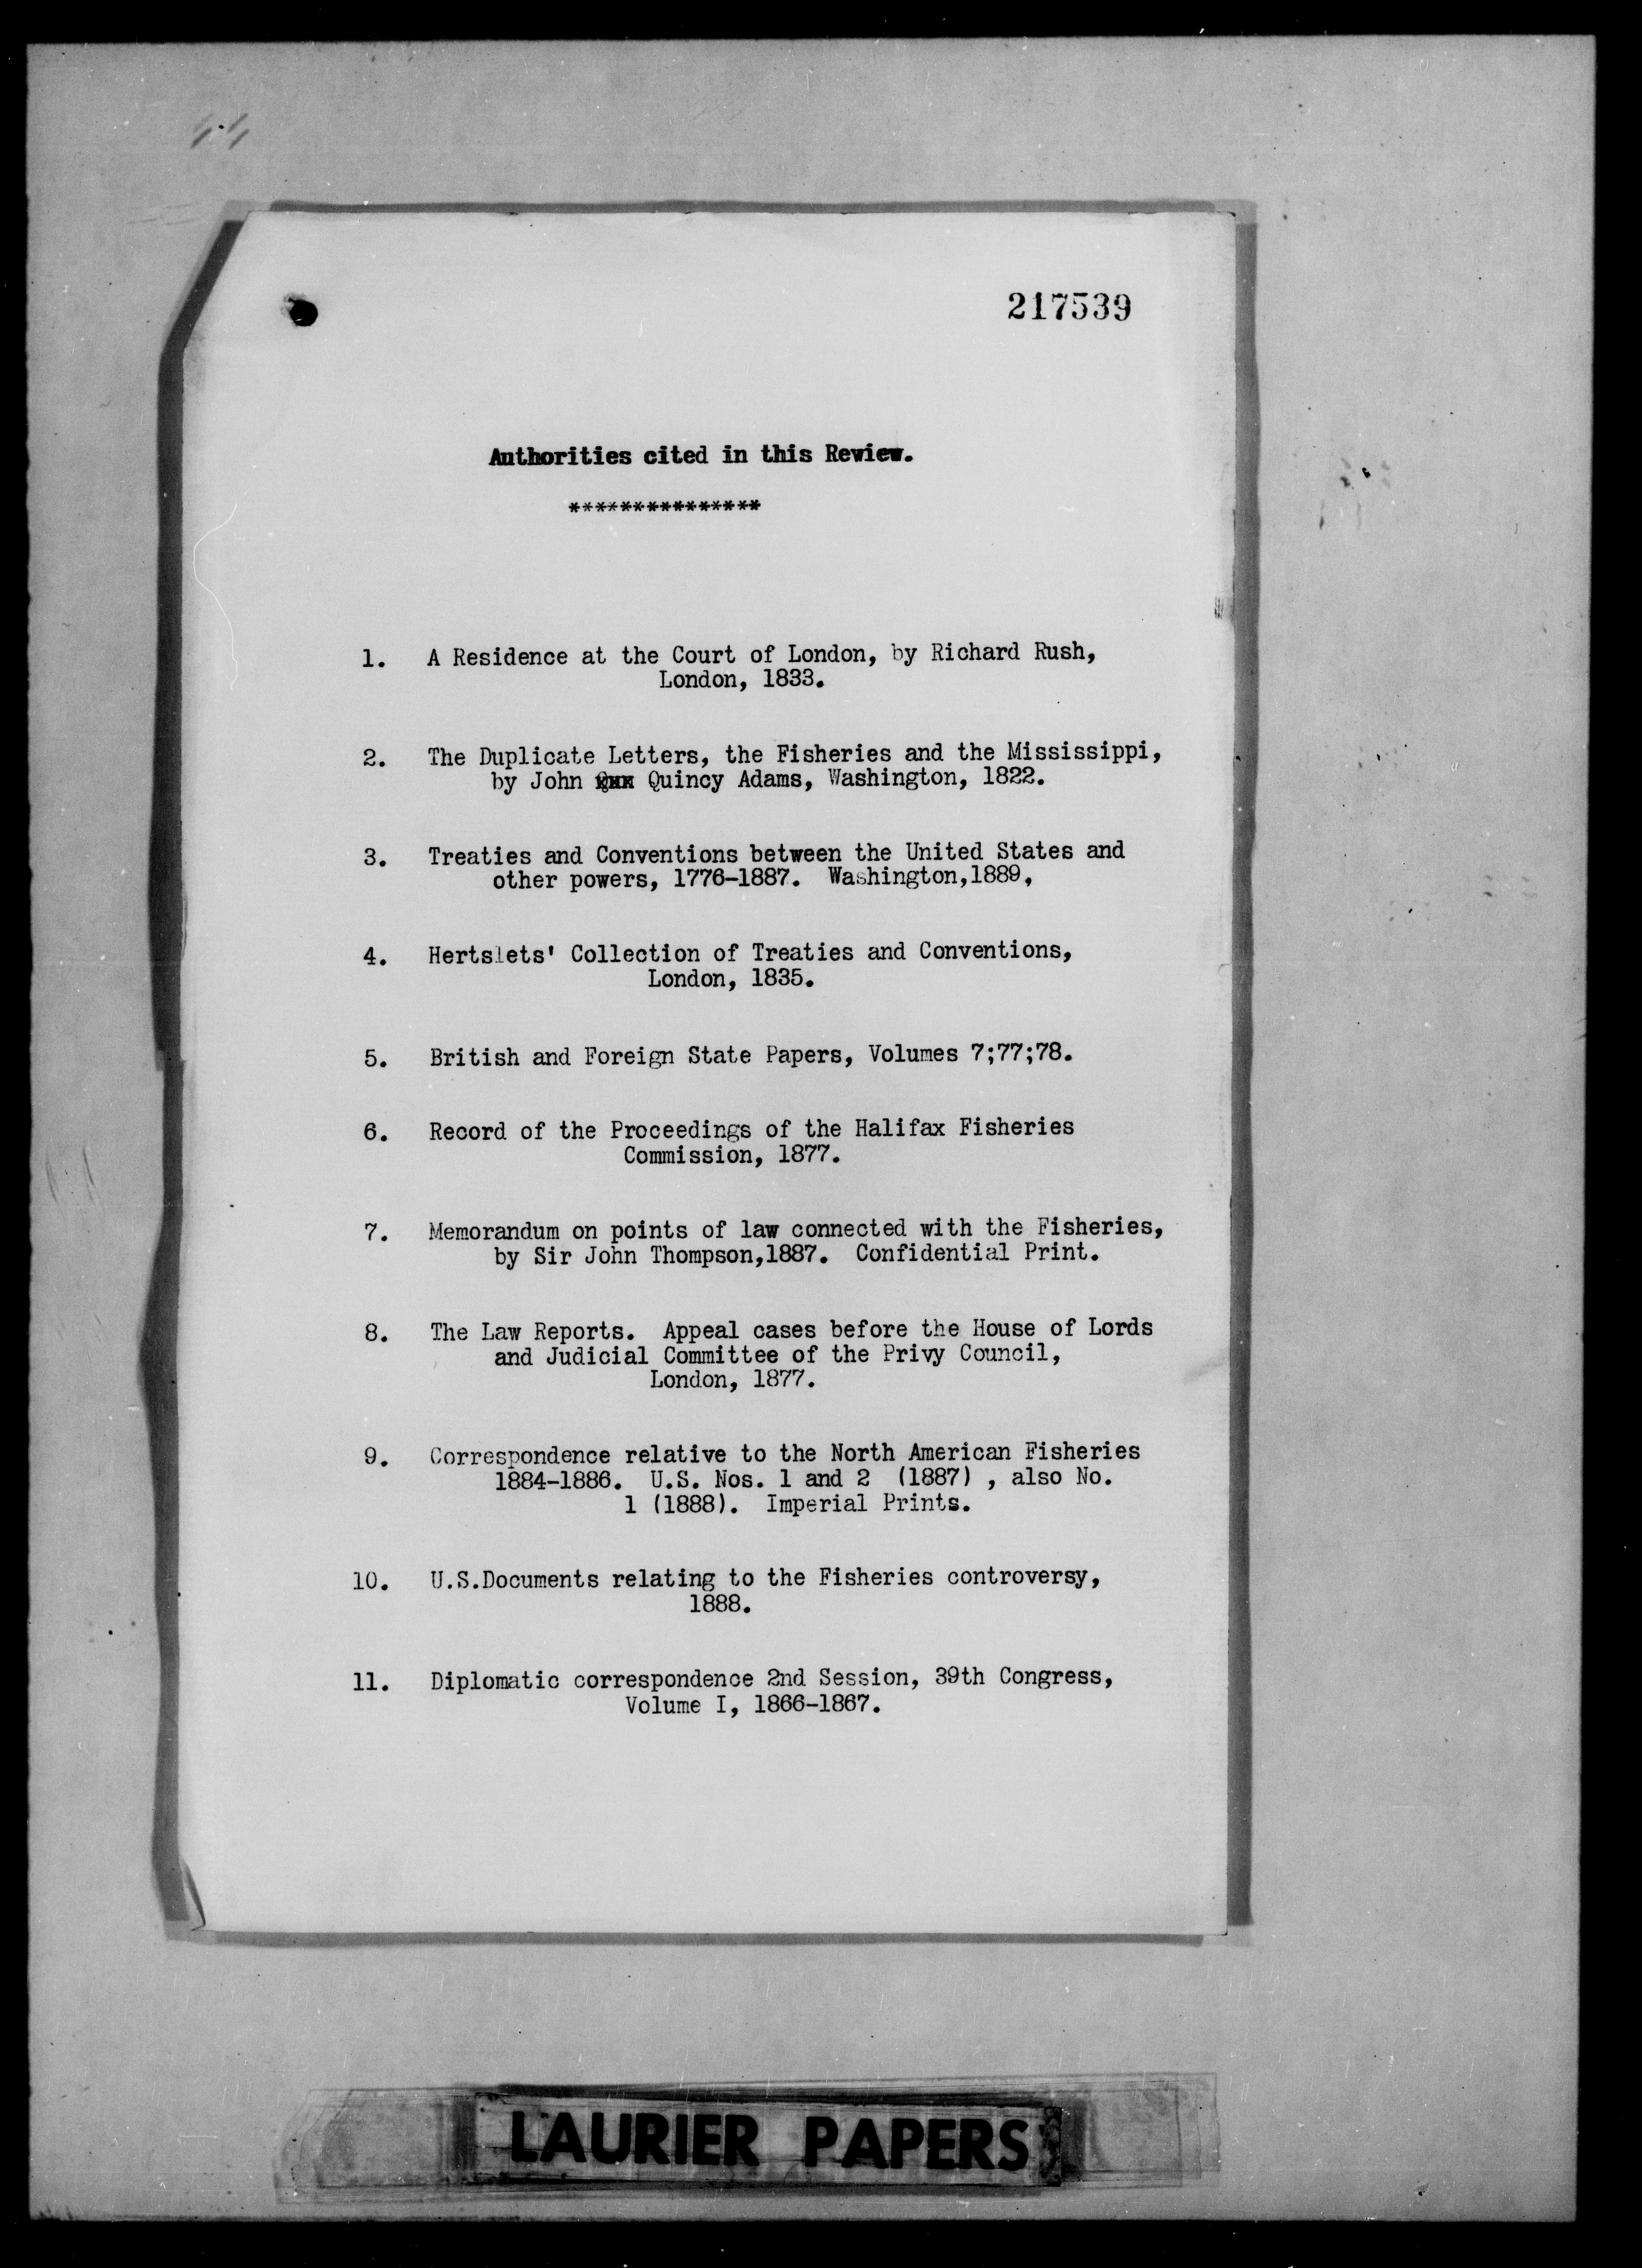 217539
Authorities cited in this Review.
***************
1. A Residence at the Court of London, by Richard Rush,
London, 1833.
2. The Duplicate Letters, the Fisheries and the Mississippi,
by John Quincy Adams, Washington, 1822.
3. Treaties and Conventions between the United States and
other powers, 1776-1887. Washington,1889,
4. Hertslets' Collection of Treaties and Conventions,
London, 1835.
5. British and Foreign State Papers, Volumes 7;77;78.
6. Record of the Proceedings of the Halifax Fisheries
Commission, 1877.
7. Memorandum on points of law connected with the Fisheries,
by Sir John Thompson,1887. Confidential Print.
8. The Law Reports. Appeal cases before the House of Lords
and Judicial Committee of the Privy Council,
London, 1877.
9. Correspondence relative to the North American Fisheries
1884-1886. U.S. Nos. 1 and 2 (1887) , also No.
1 (1888). Imperial Prints.
10. U.S.Documents relating to the Fisheries controversy,
1888.
11. Diplomatic correspondence 2nd Session, 39th Congress,
Volume I, 1866-1867.
LAURIER PAPERS